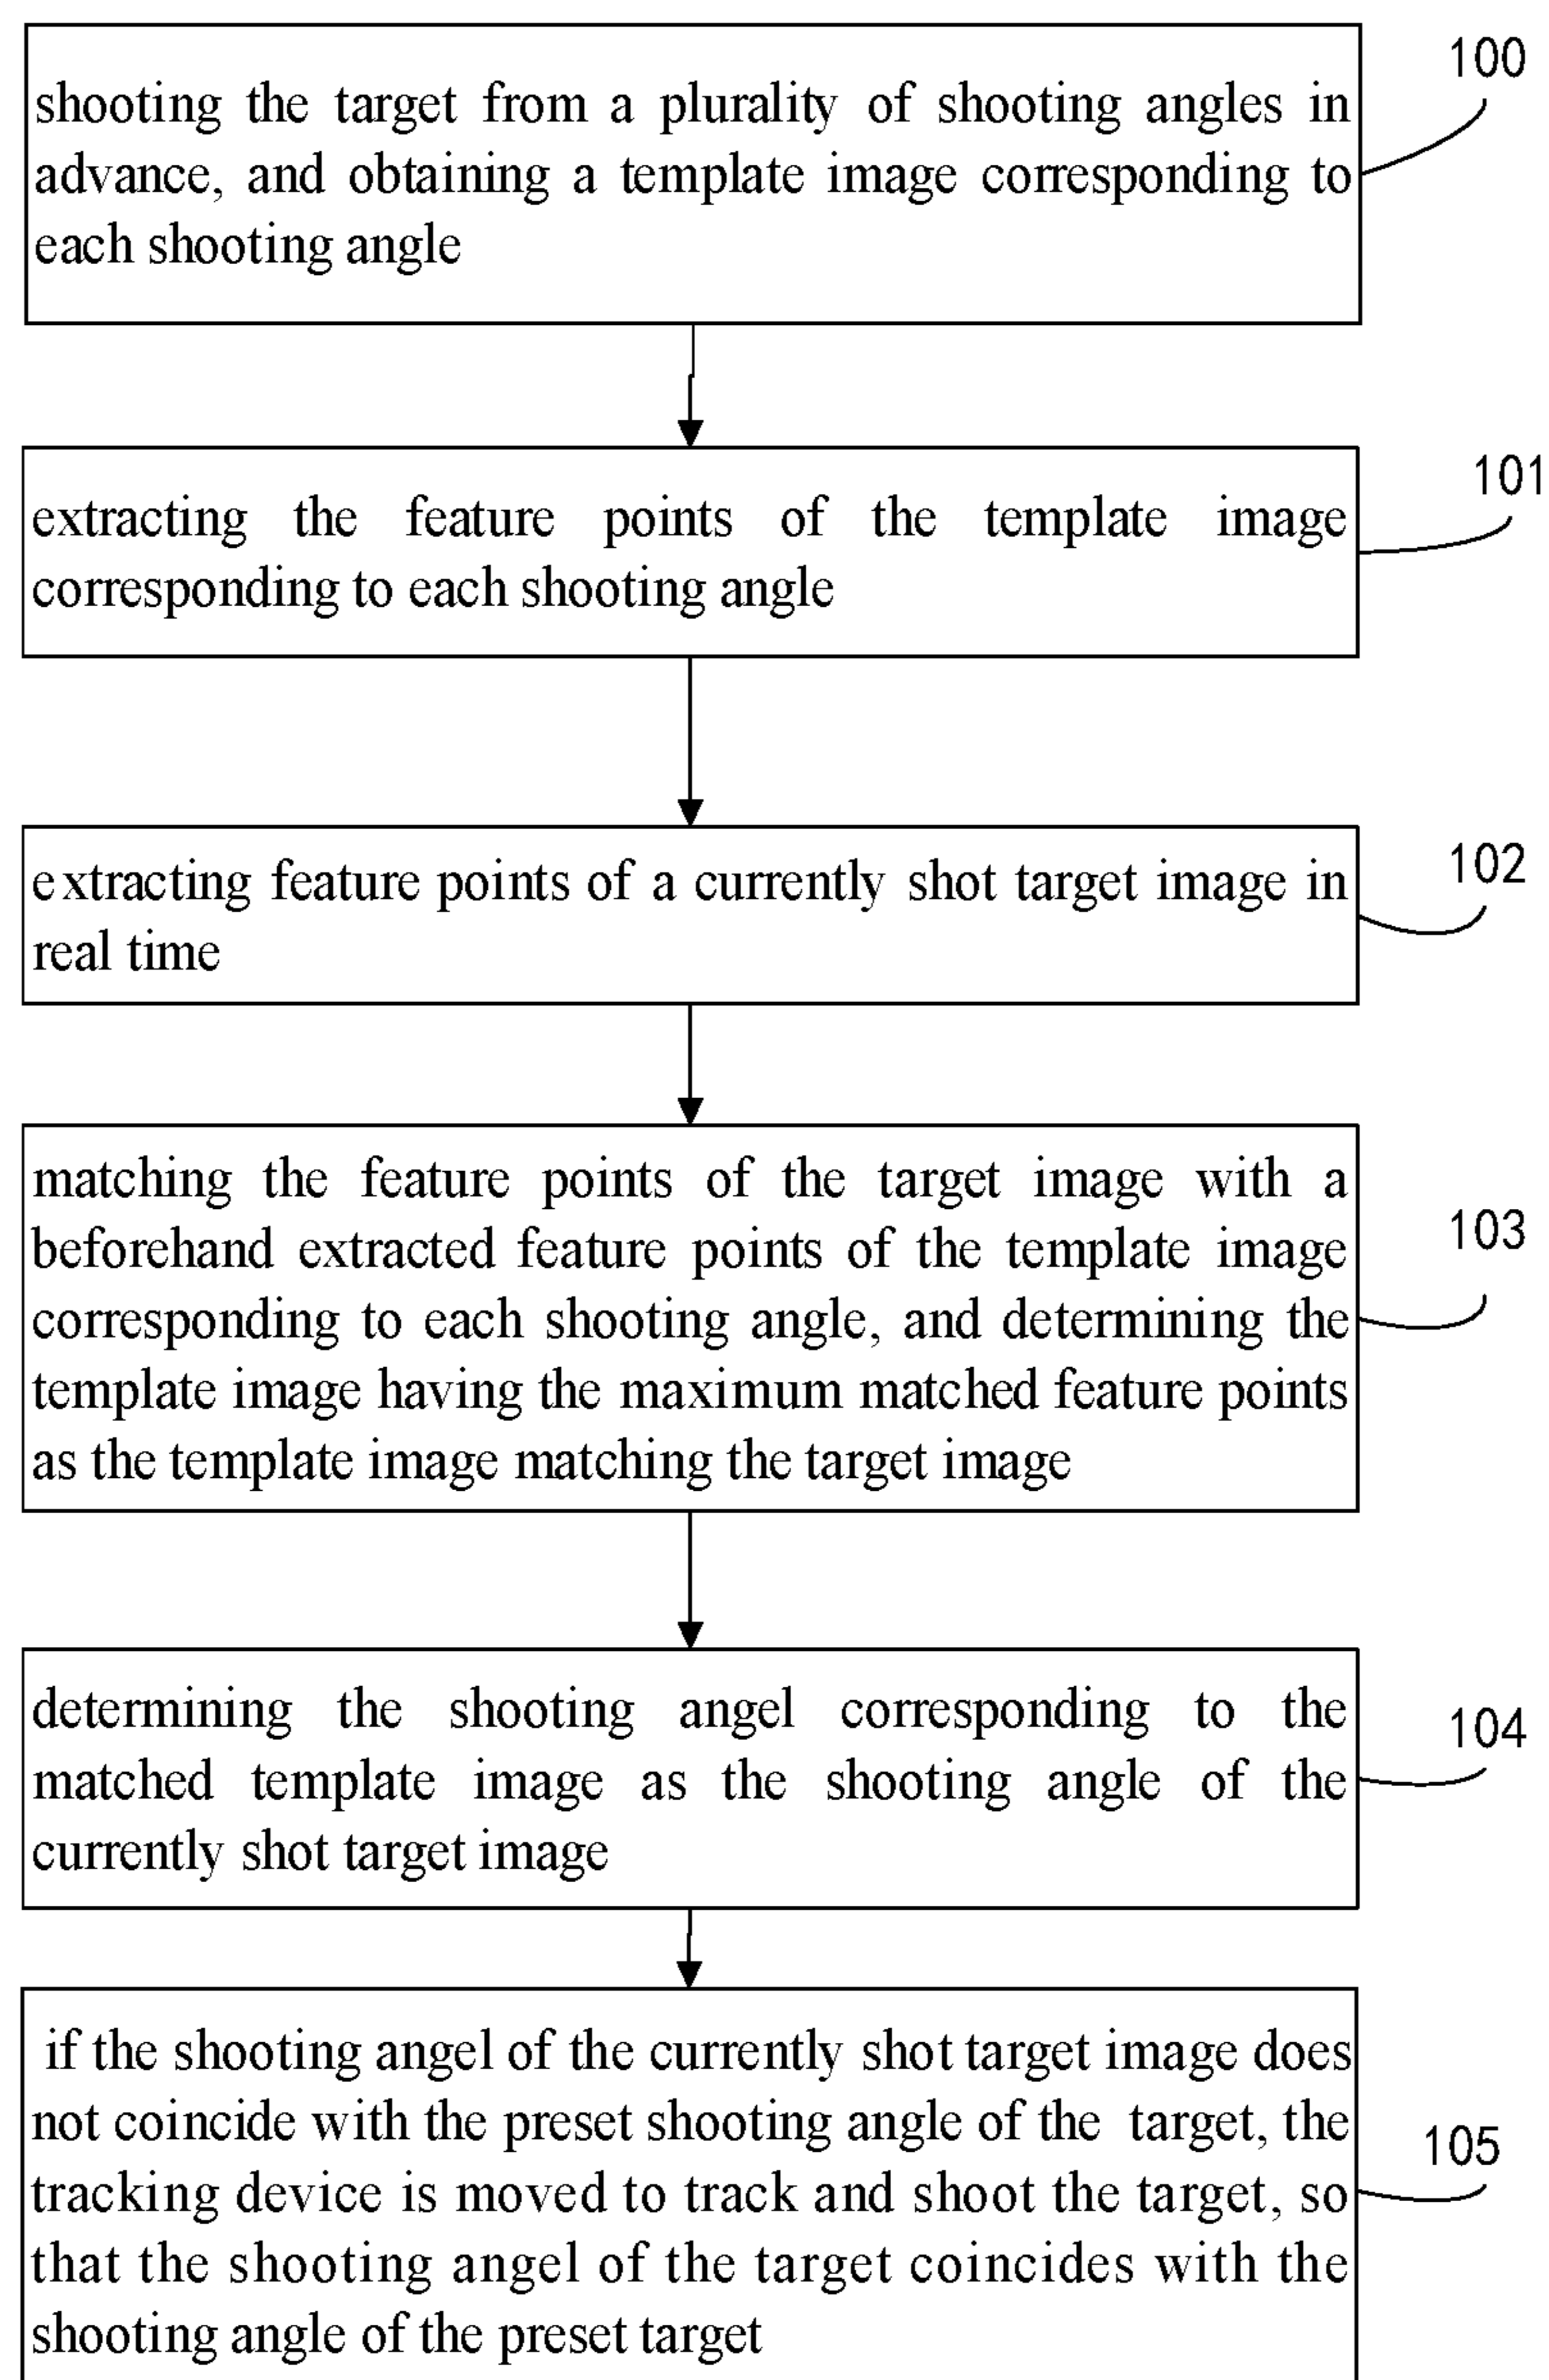 100
shooting the target from a plurality of shooting angles in
advance, and obtaining a template image corresponding to
each shooting angle
101
extracting the feature points of the template image
corresponding to each shooting angle
102
extracting feature points of a currently shot target image in
real time
103
matching the feature points of the target image with a
beforehand extracted feature points of the template image
corresponding to each shooting angle, and determining the
template image having the maximum matched feature points
as the template image matching the target image
104
determining the shooting angel corresponding to the
matched template image as the shooting angle of the
currently shot target image
105
if the shooting angel of the currently shot target image does
not coincide with the preset shooting angle of the target, the
tracking device is moved to track and shoot the target, so
that the shooting angel of the target coincides with the
shooting angle of the preset target